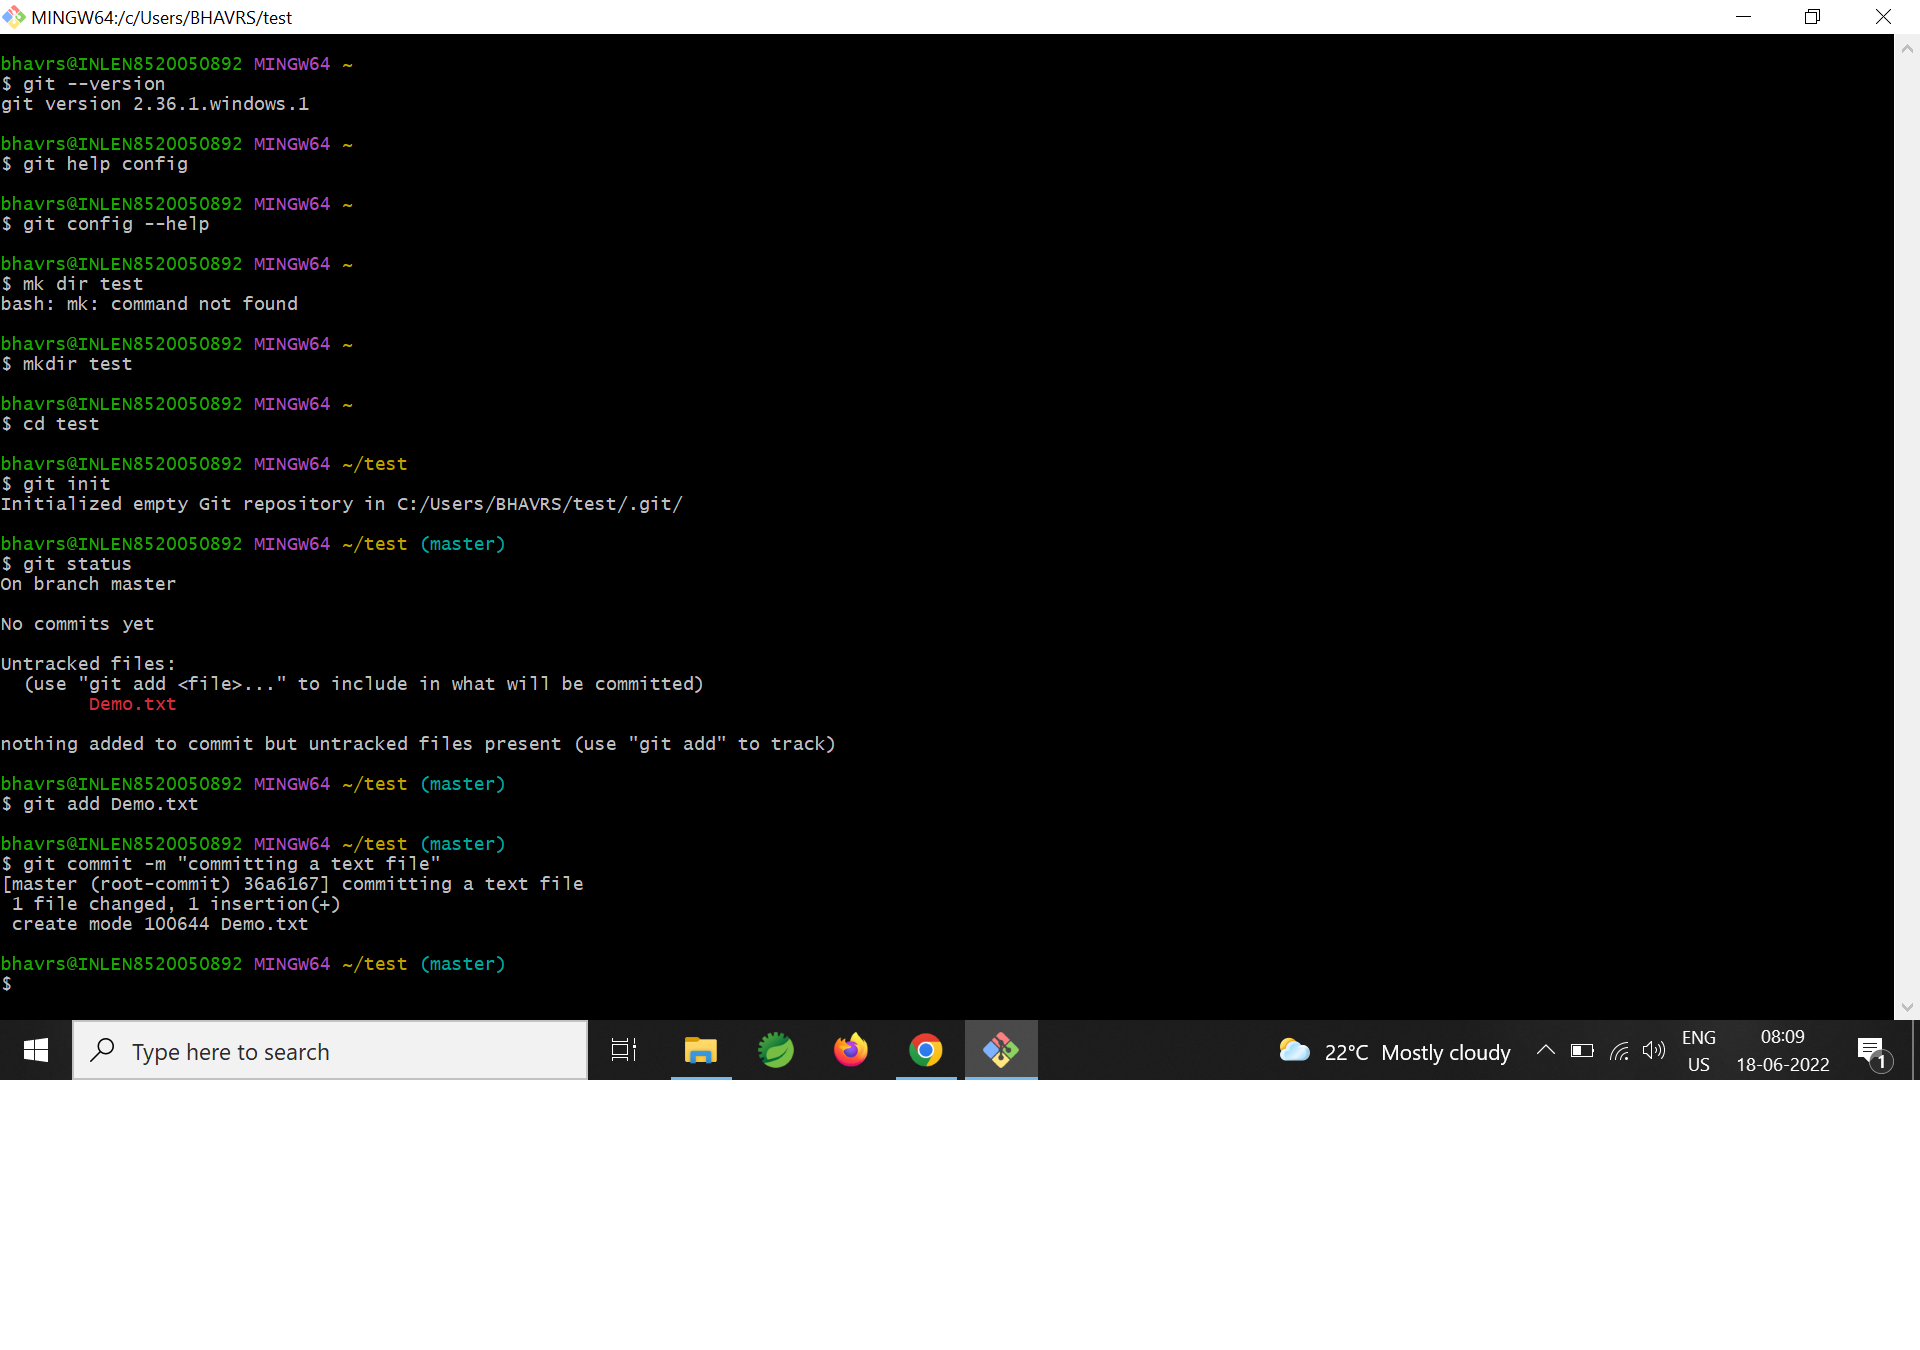 MINGW64:/c/Users/BHAVRS/test
bhavrs@INLEN8520050892 MINGW64 ~
$ git --version
git version 2.36.1.windows.1
bhavrs@INLEN8520050892 MINGW64 ~
$ git help config
bhavrs@INLEN8520050892 MINGW64 ~
$ git config --help
bhavrs@INLEN8520050892 MINGW64 ~
$ mk dir test
bash: mk: command not found
bhavrs@INLEN8520050892 MINGW64 ~
$ mkdir test
bhavrs@INLEN8520050892 MINGW64 ~
$ cd test
bhavrs@INLEN8520050892 MINGW64 ~/test
$ git init
Initialized empty Git repository in C:/Users/BHAVRS/test/.git/
bhavrs@INLEN8520050892 MINGW64 ~/test (master)
$ git status
On branch master
No commits yet
Untracked files:
  (use "git add <file>..." to include in what will be committed)
        Demo.txt
nothing added to commit but untracked files present (use "git add" to track)
bhavrs@INLEN8520050892 MINGW64 ~/test (master)
$ git add Demo.txt
bhavrs@INLEN8520050892 MINGW64 ~/test (master)
$ git commit -m "committing a text file"
[master (root-commit) 36a6167] committing a text file
 1 file changed, 1 insertion(+)
 create mode 100644 Demo.txt
bhavrs@INLEN8520050892 MINGW64 ~/test (master)
$
Type here to search
22°C Mostly cloudy
ENG
US
08:09
18-06-2022
1